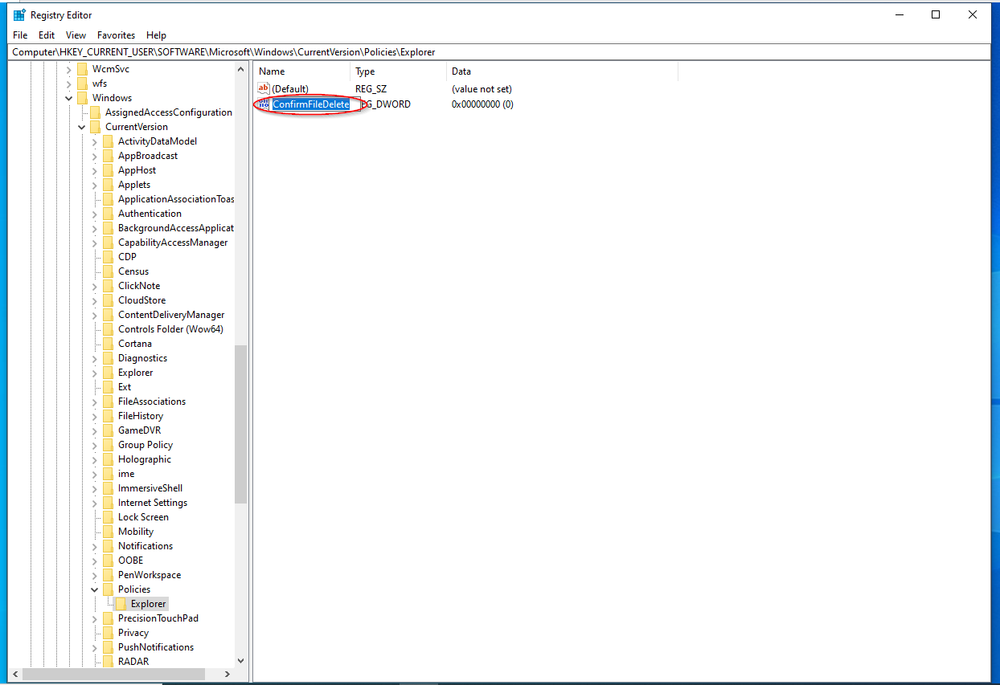 Registry Editor
File Edit View Favorites Help
Computer\HKEY_CURRENT_USER\SOFTWARE\Microsoft\Windows\CurrentVersion\Policies\Explorer
WcmSvc
wfs
Windows
AssignedAccessConfiguration
CurrentVersion
ActivityDataModel
AppBroadcast
AppHost
Applets
ApplicationAssociationToas
Authentication
BackgroundAccessApplicat
CapabilityAccessManager
CDP
Census
ClickNote
CloudStore
ContentDeliveryManager
Controls Folder (Wow64)
Cortana
Diagnostics
Explorer
Ext
FileAssociations
FileHistory
GameDVR
Group Policy
Holographic
ime
ImmersiveShell
Internet Settings
Lock Screen
Mobility
Notifications
OOBE
PenWorkspace
Policies
Explorer
PrecisionTouchPad
Privacy
PushNotifications
RADAR
Name Type Data
(Default) REG_SZ (value not set)
ConfirmFileDelete EG_DWORD 0x00000000 (0)